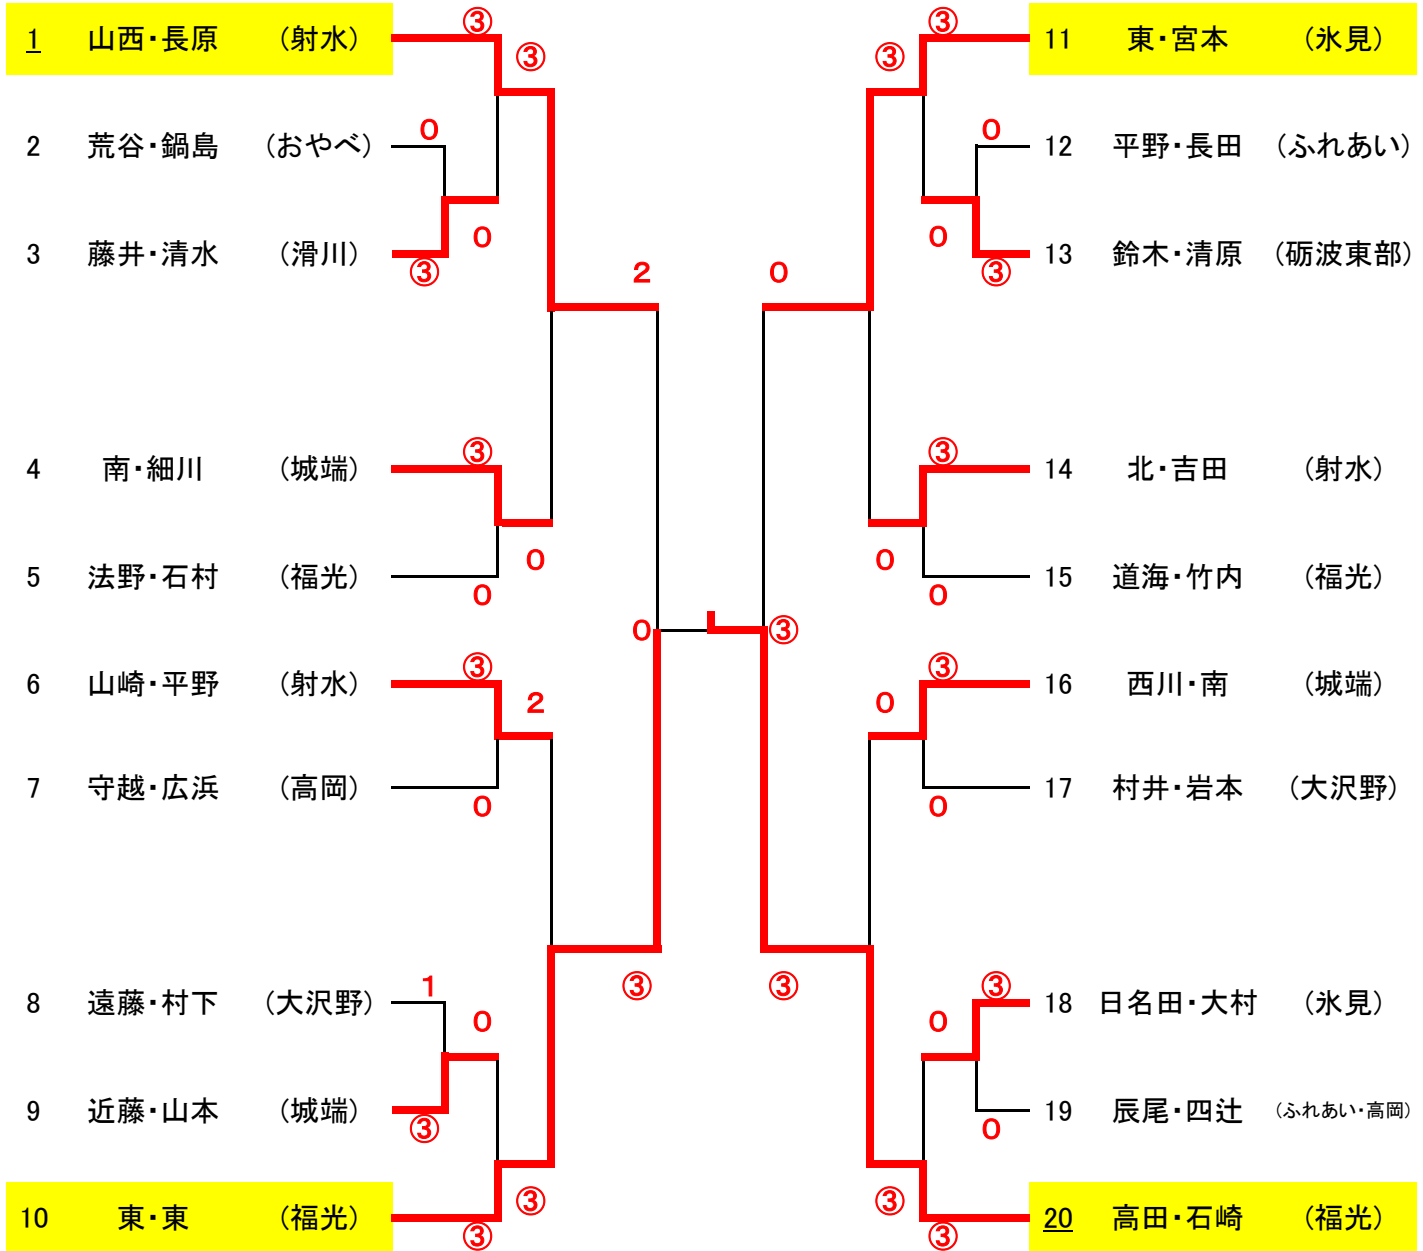 ③ ③
1 山西・長原 (射水) 11 東・宮本 (氷見)
③ ③
0 0
2 荒谷・鍋島 (おやべ) 12 平野・長田 (ふれあい)
0 0
3 藤井・清水 (滑川) 13 鈴木・清原 (砺波東部)
③ 2 0 ③
③ ③
4 南・細川 (城端) 14 北・吉田 (射水)
0 0
5 法野・石村 (福光) 15 道海・竹内 (福光)
0 0
0 ③
③ ③
6 山崎・平野 (射水) 16 西川・南 (城端)
2 0
7 守越・広浜 (高岡) 17 村井・岩本 (大沢野)
0 0
1 ③ ③ ③
8 遠藤・村下 (大沢野) 18 日名田・大村 (氷見)
0 0
9 近藤・山本 (城端) 19 辰尾・四辻 (ふれあい・高岡)
③ 0
③ ③
10 東・東 (福光) 20 高田・石崎 (福光)
③ ③